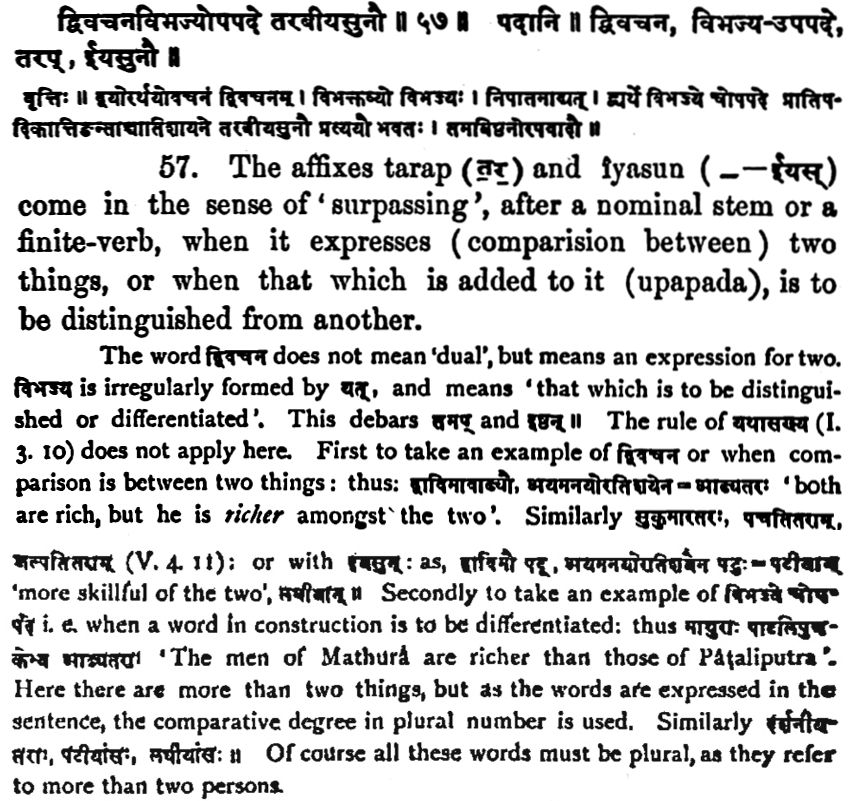 द्विवचनविभज्योपपदे तरबीयसुनौ ॥ ५७ ॥ पदानि ॥ द्विवचन, विभज्य-उपपदे,
तरप्, ईयसुनौ ॥
वृत्तिः ॥ द्वयोरर्थयोवचनं द्विवचनम् । विभक्तव्यो विभज्यः । निपातनाद्यत् । द्व्यर्थे विभज्ये चोपपदे प्रातिप-
दिकात्तिङन्ताच्चातिशायने तरबीयसुनौ प्रत्ययौ भवतः । तमबिष्ठनोरपवादौ ॥
57. The affixes tarap (त॒र॒) and îyasun ( _—ईयस्)
come in the sense of ‘surpassing’, after a nominal stem or a
finite-verb, when it expresses (comparision between) two
things, or when that which is added to it (upapada), is to
be distinguished from another.
The word द्विवचन does not mean ‘dual’, but means an expression for two.
विभज्य is irregularly formed by यत्, and means ‘that which is to be distingui-
shed or differentiated’. This debars तमप् and इष्ठन् ॥ The rule of यथासंख्य (I.
3. 10) does not apply here. First to take an example of द्विवचन or when com-
parison is between two things : thus: द्वाविमावाढ्यौ, अयमनयोरतिशयेन=आढ्यतरः ‘both
are rich, but he is richer amongst the two’. Similarly सुकुमारतरः, पचतितराम्,
जल्पतितराम् (V. 4. 11): or with ईयसुन्: as, द्वाविमौ पटू, अयमनयोरतिशयेन पटुः=पटीयान्
‘more skillful of the two’, लघीयान् ॥ Secondly to take an example of विभज्ये चोप-
पदे i. e. when a word in construction is to be differentiated: thus माथुराः पाटलिपुत्र-
केभ्य आढ्यतराः ‘The men of Mathurâ are richer than those of Pâṭaliputra’.
Here there are more than two things, but as the words are expressed in the
sentence, the comparative degree in plural number is used. Similarly दर्शनीय-
तराः, पटीयांसः, लघीयांसः ॥ Of course all these words must be plural, as they refer
to more than two persons.